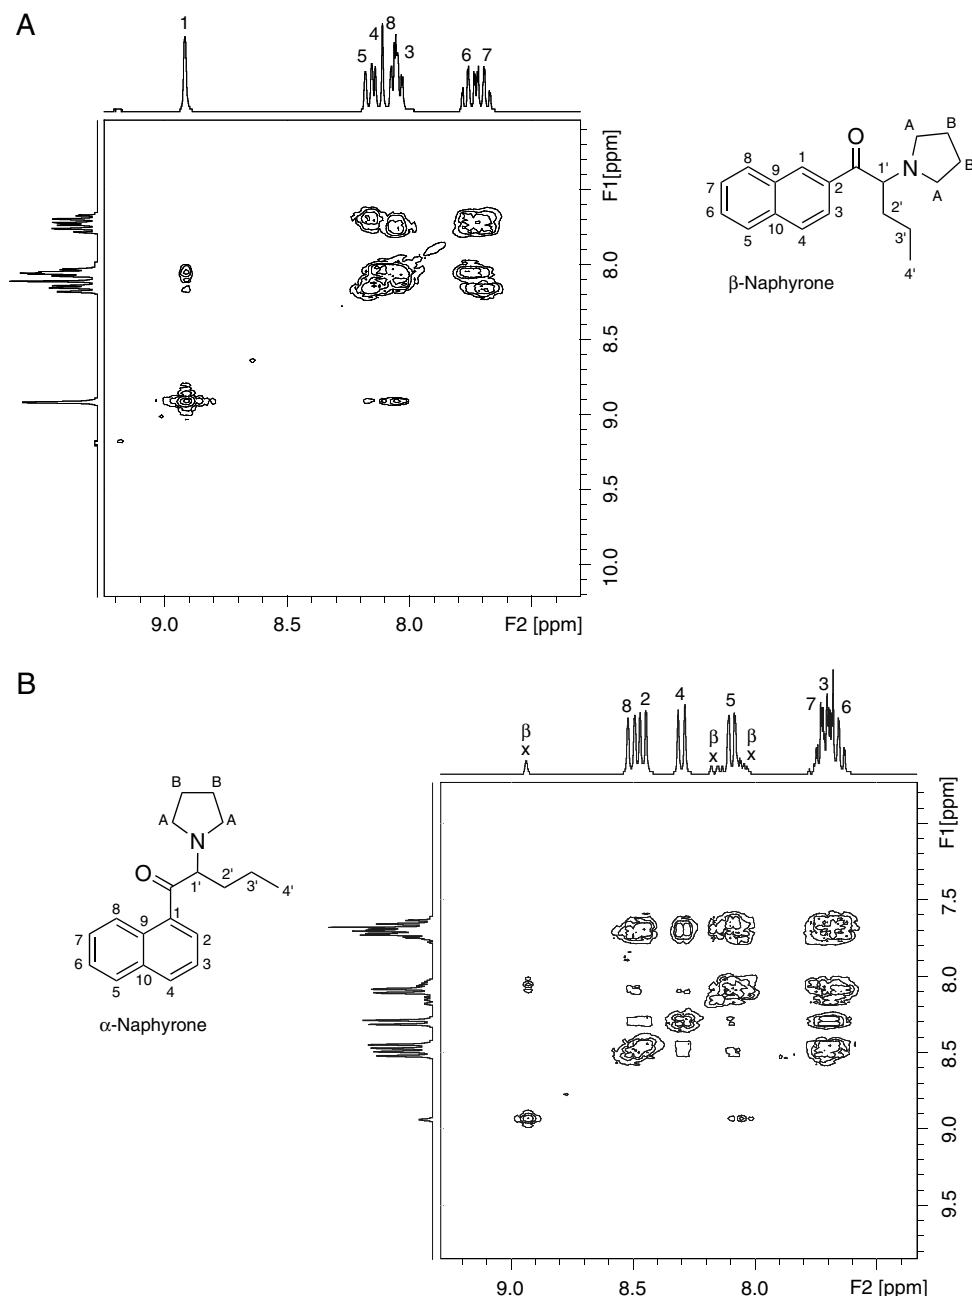 A
1
4 8
5 3
6 7
F1[ppm]
8.0
8.5
9.0
9.5
10.0
9.0 8.5 8.0 F2 [ppm]
O
N
A
B
B
A
1'
2'
3'
4'
8
9
1
2
3
4
10
5
6
7
β-Naphyrone
B
B B
A A
N
O
1'
2'
3'
4'
8
9
1
2
3
4
10
5
6
7
α-Naphyrone
β
x
8 2
4
β
x
5
β
x
7 3 6
F1[ppm]
7.5
8.0
8.5
9.0
9.5
9.0 8.5 8.0 F2 [ppm]